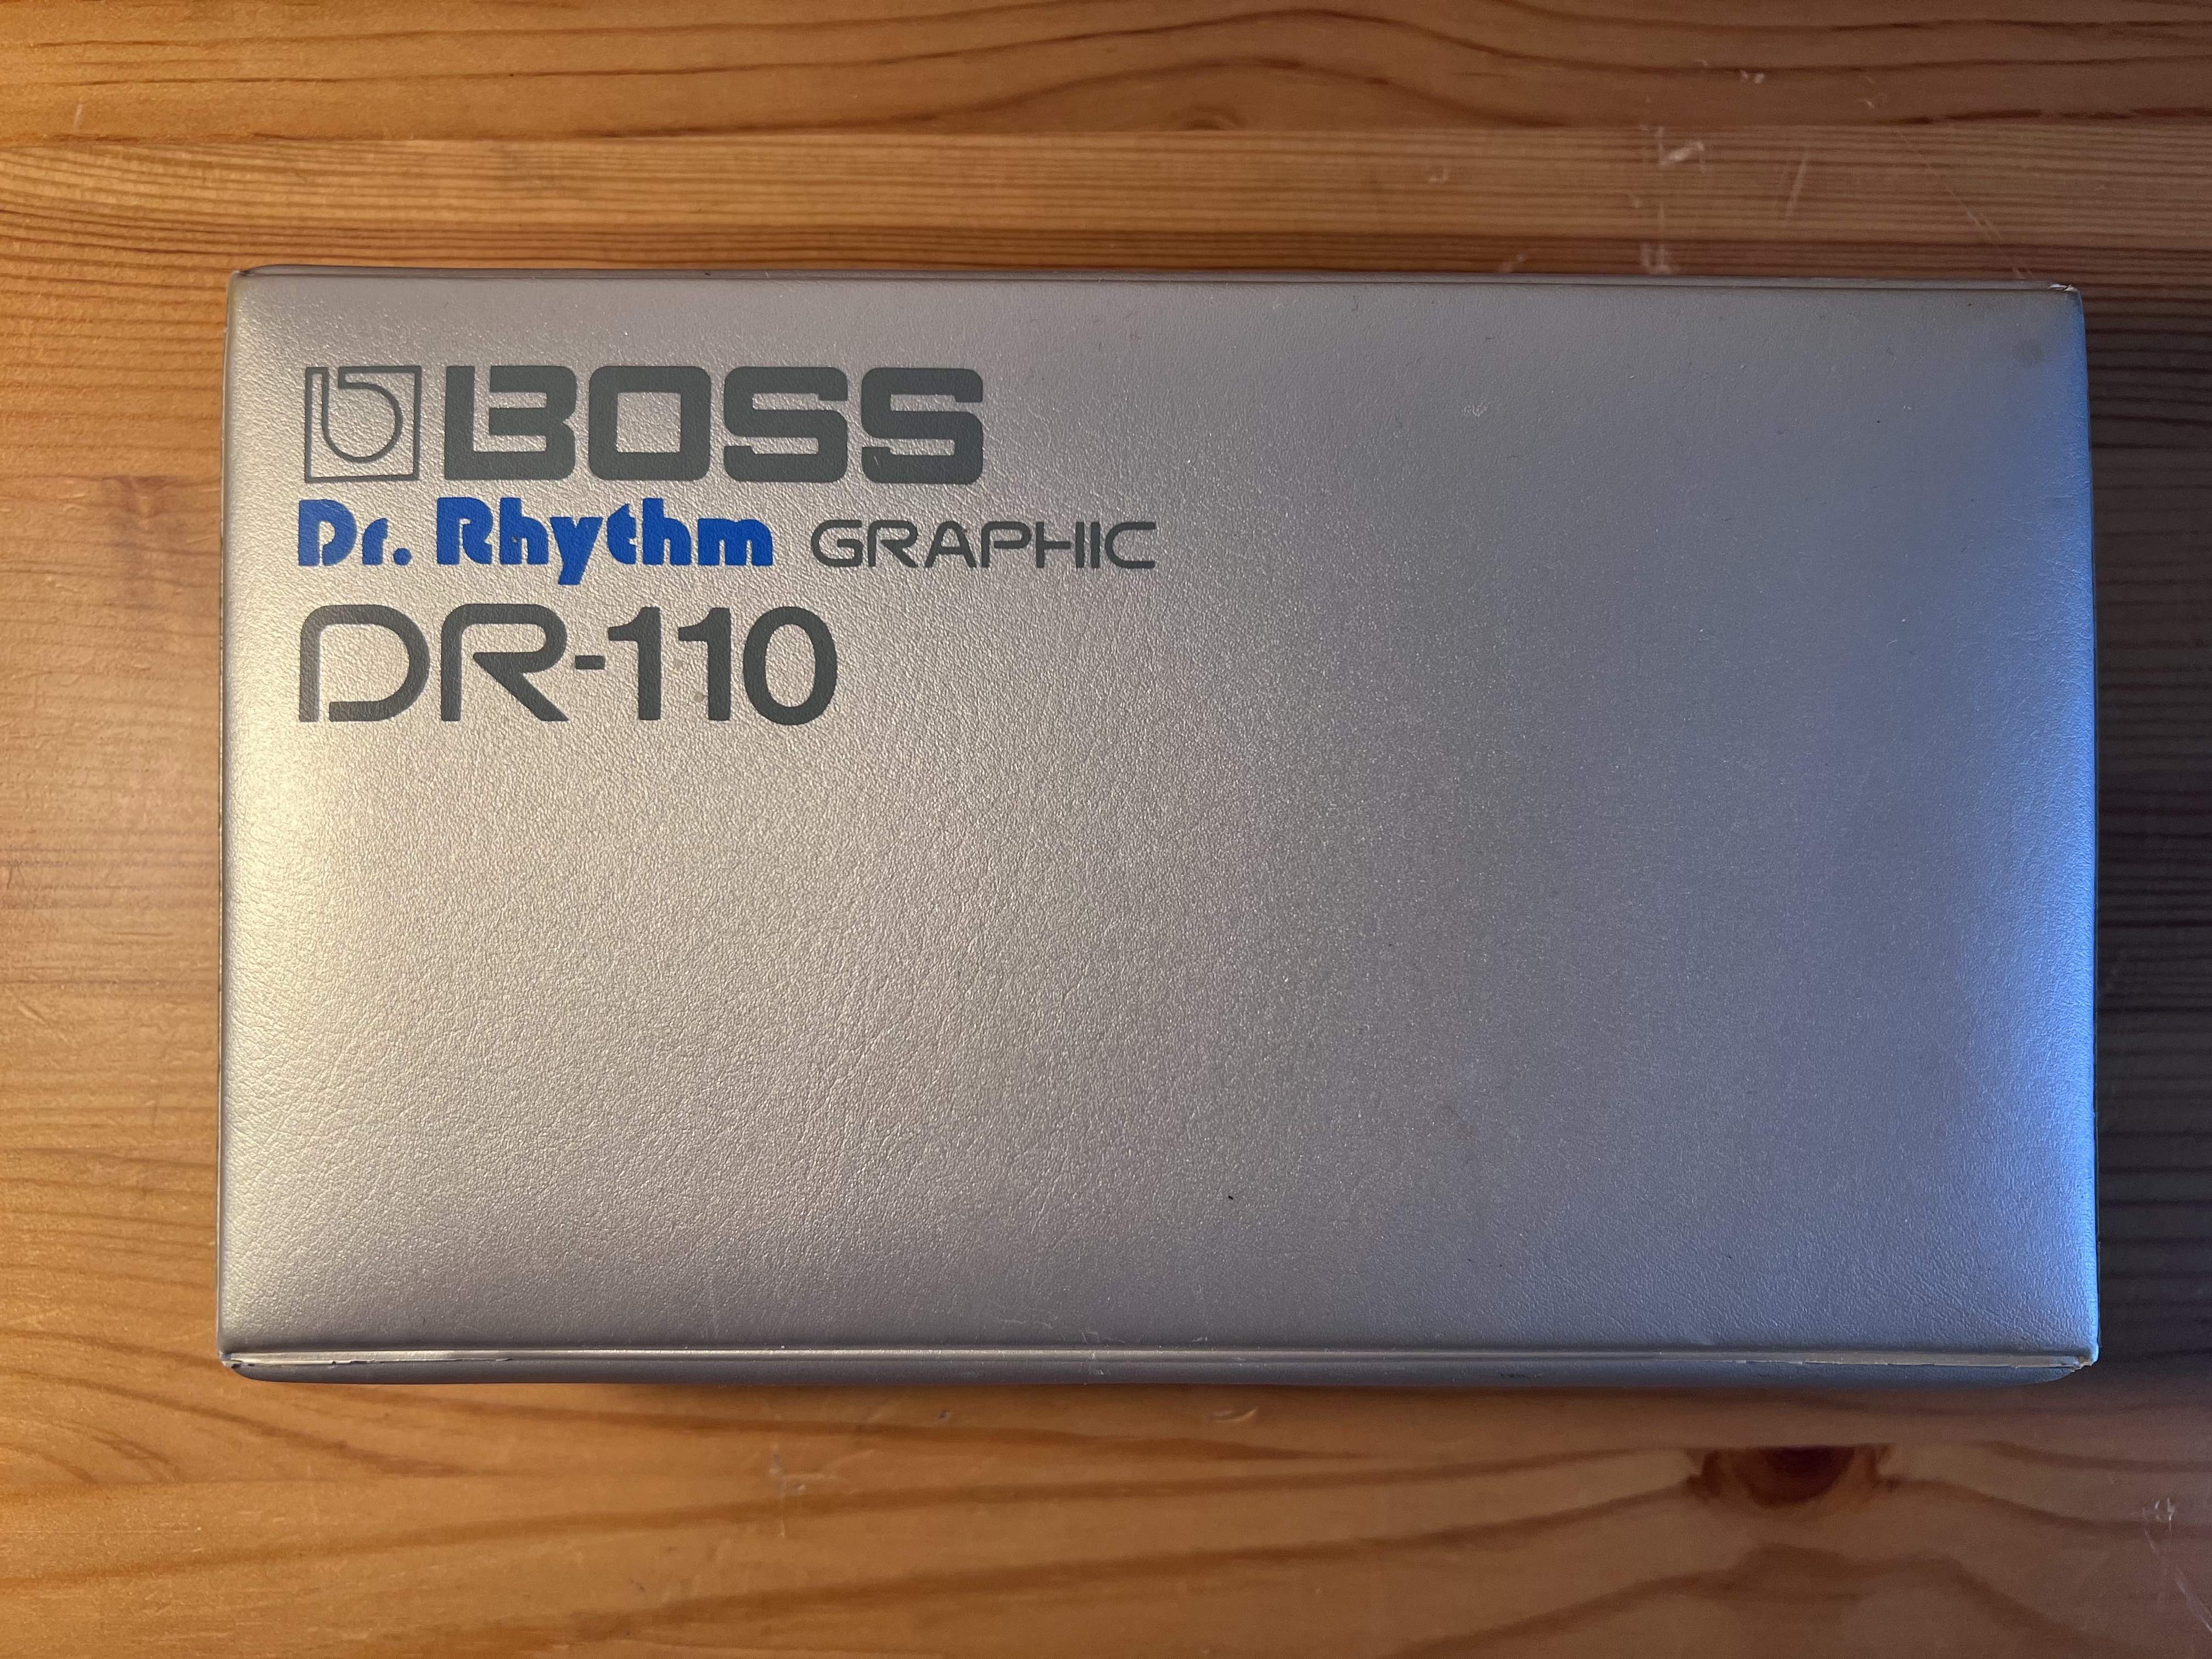 BOSS
Dr. Rhythm GRAPHIC
DR-110